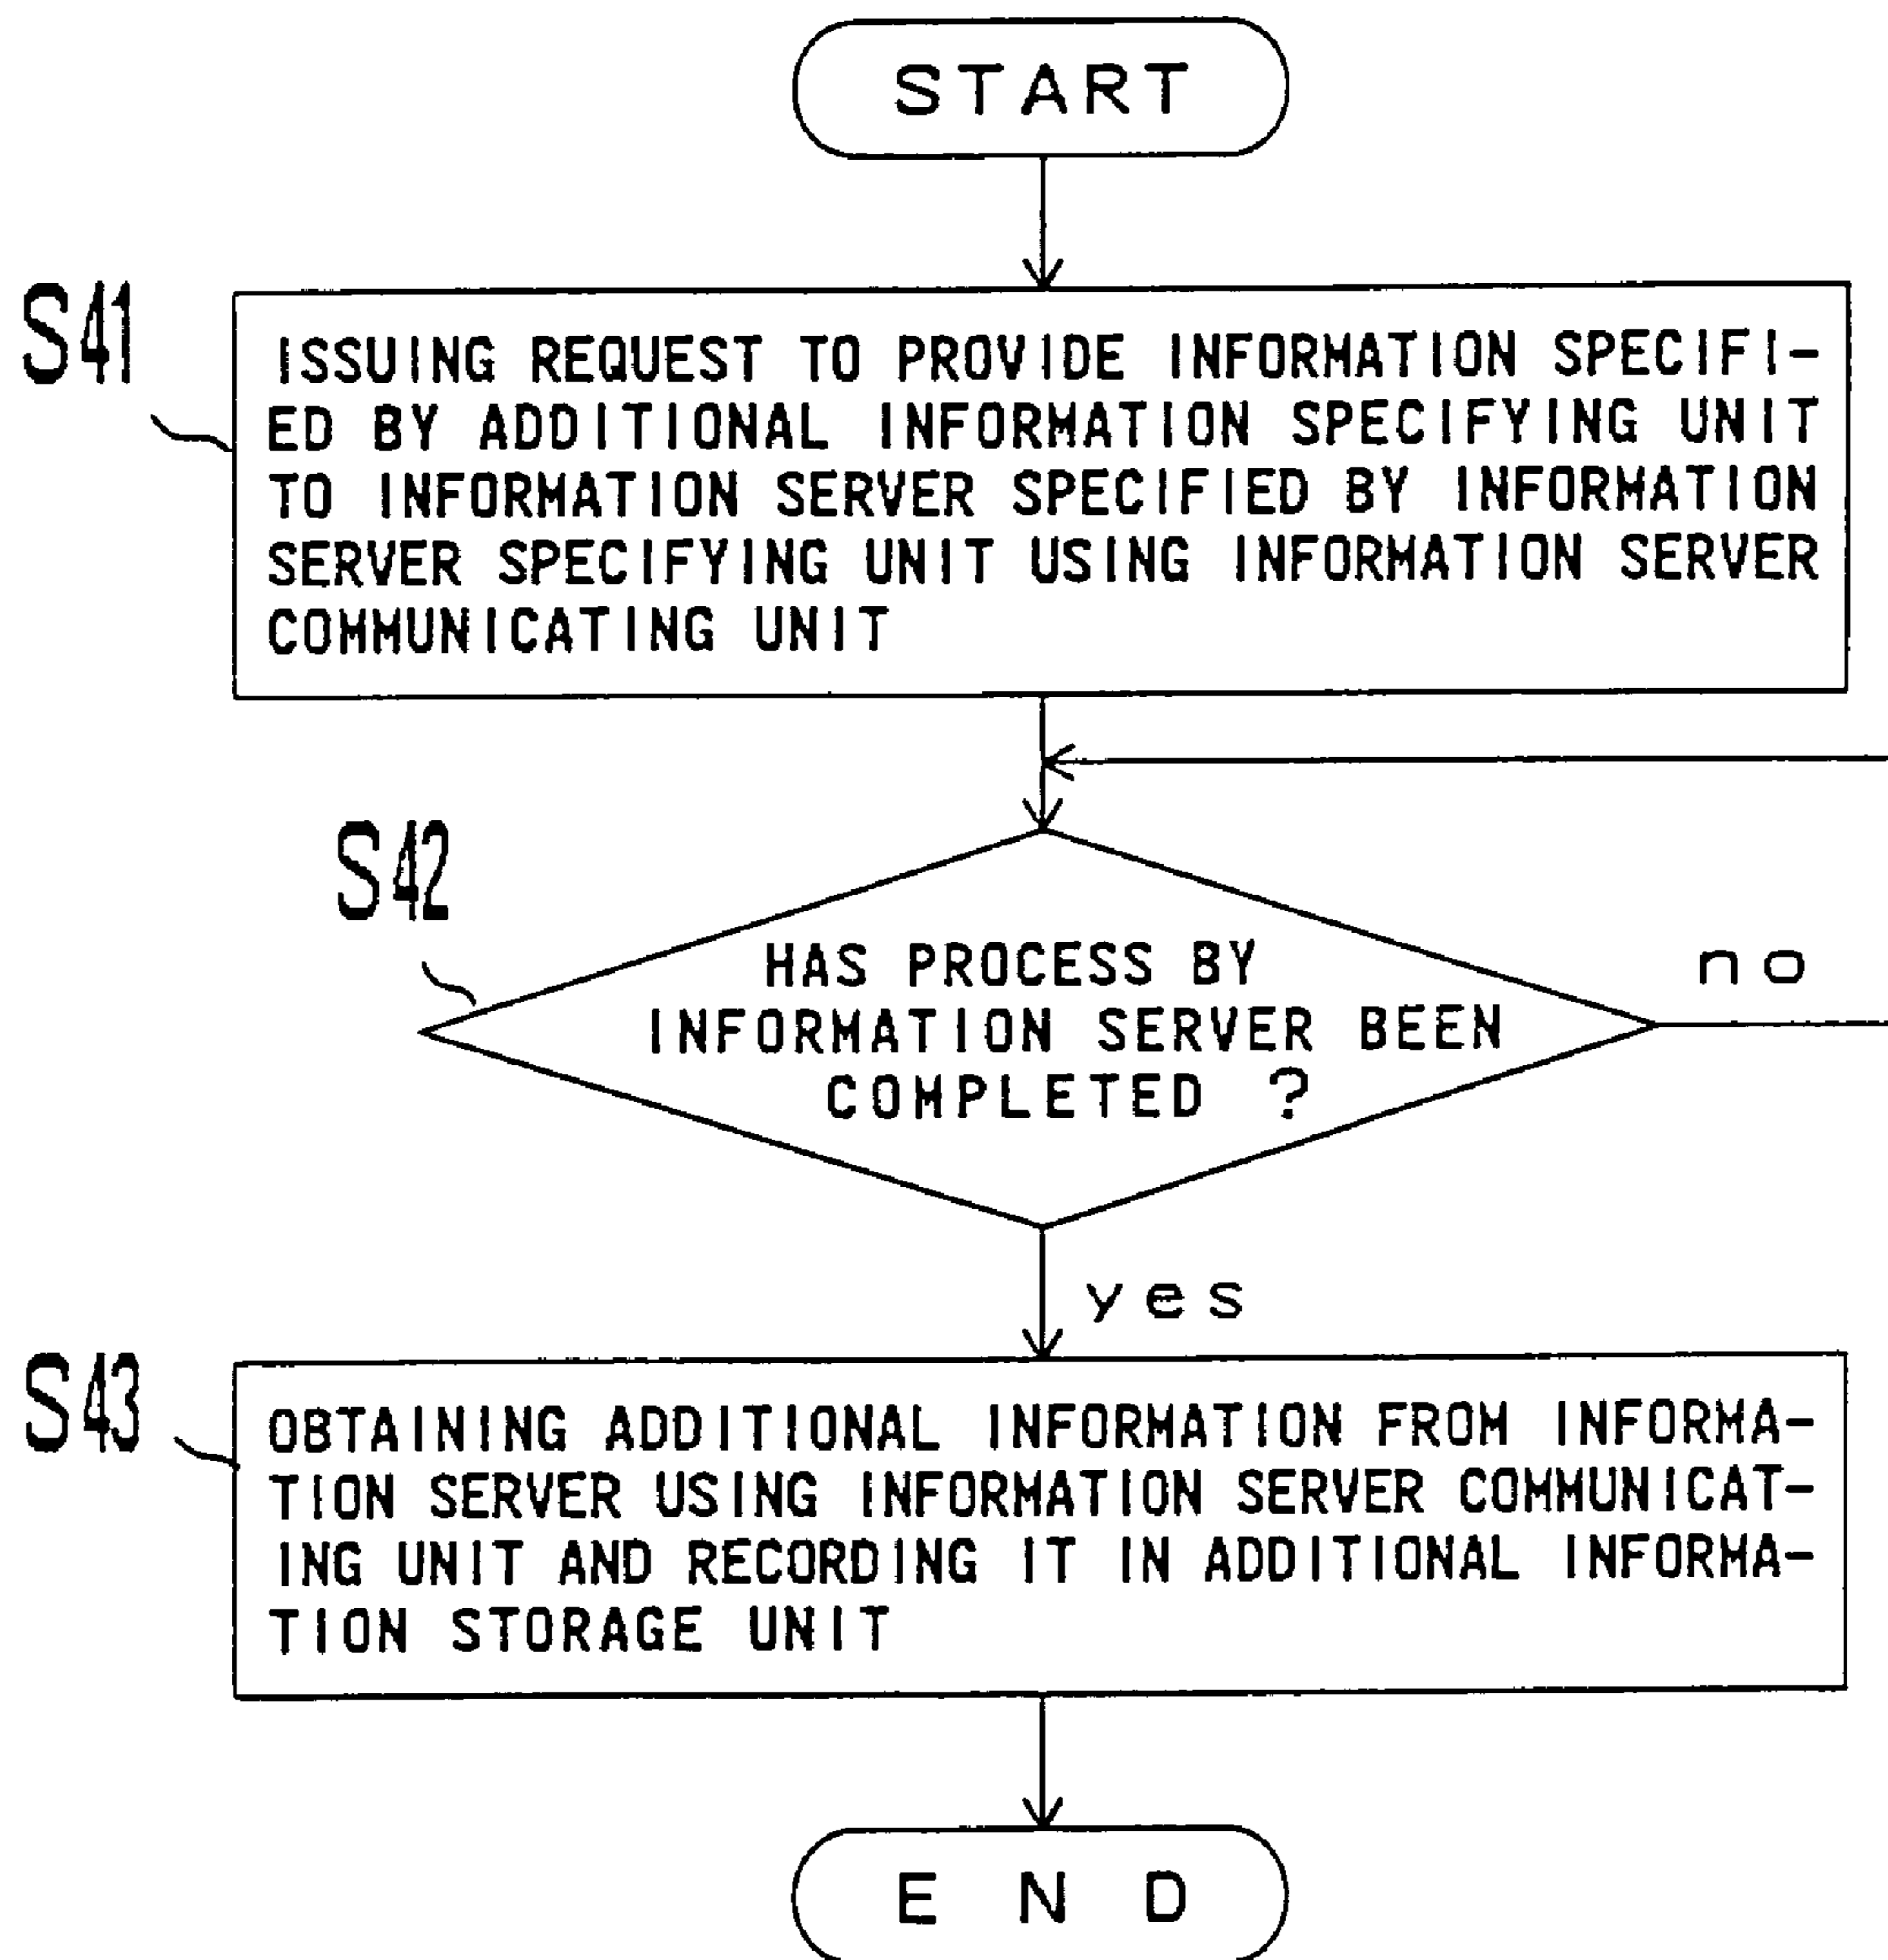 START
S41
ISSUING REQUEST TO PROVIDE INFORMATION SPECIFI-
ED BY ADDITIONAL INFORMATION SPECIFYING UNIT
TO INFORMATION SERVER SPECIFIED BY INFORMATION
SERVER SPECIFYING UNIT USING INFORMATION SERVER
COMMUNICATING UNIT
S42
HAS PROCESS BY
INFORMATION SERVER BEEN
COMPLETED ?
no
yes
S43
OBTAINING ADDITIONAL INFORMATION FROM INFORMA-
TION SERVER USING INFORMATION SERVER COMMUNICAT-
ING UNIT AND RECORDING IT IN ADDITIONAL INFORMA-
TION STORAGE UNIT
END